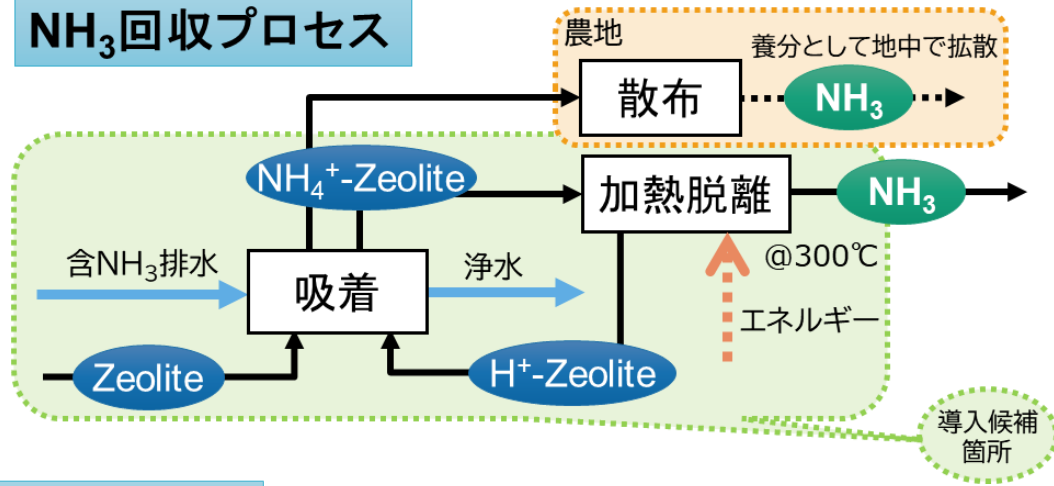 NH₃回収プロセス
農地
養分として地中で拡散
散布
NH₃
NH₄⁺-Zeolite
加熱脱離
NH₃
含NH₃排水
吸着
浄水
@300℃
エネルギー
Zeolite
H⁺-Zeolite
導入候補
箇所